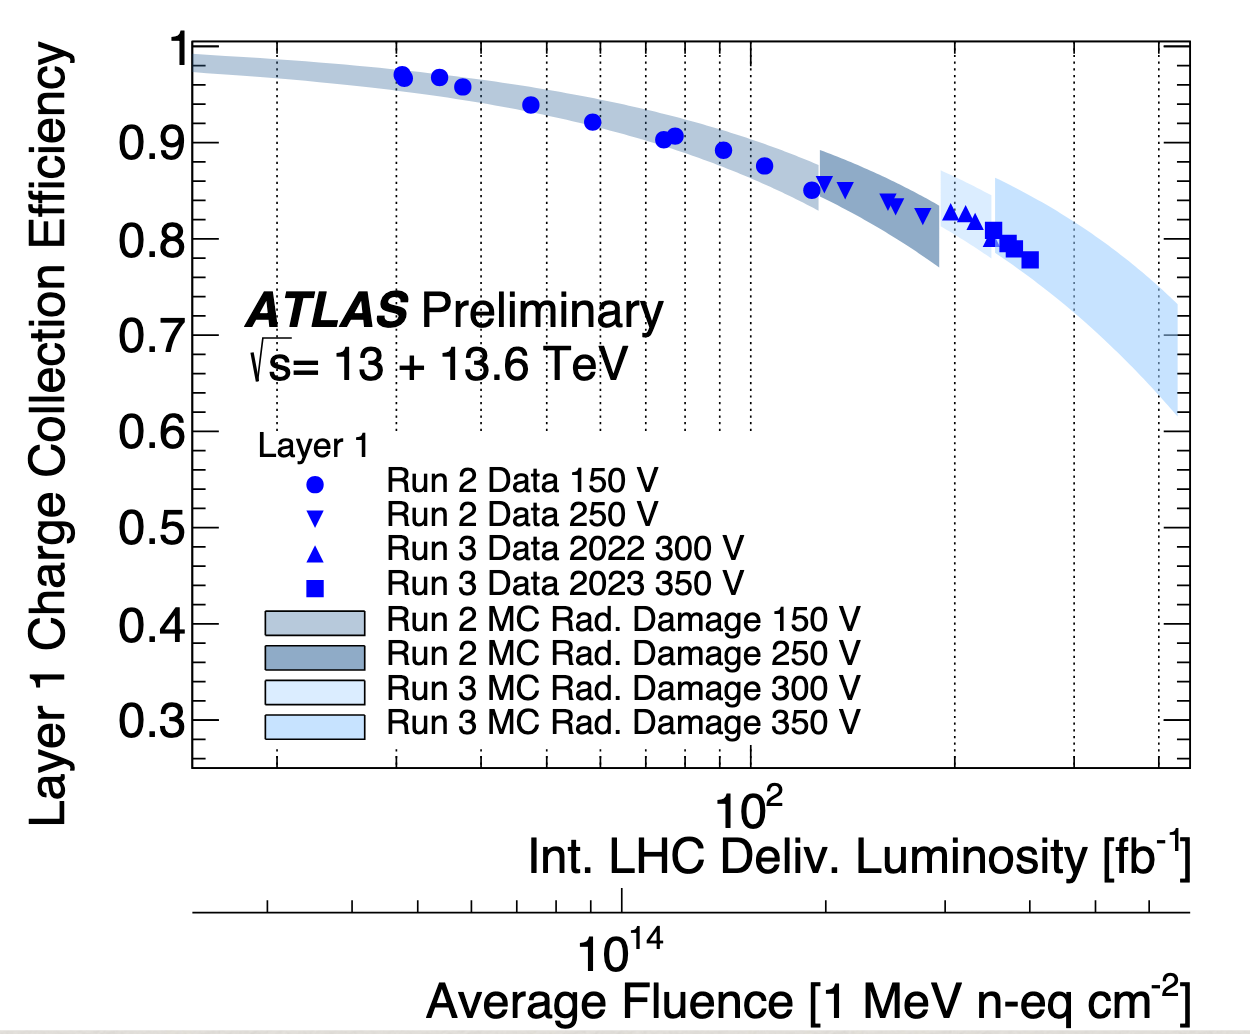 Layer 1 Charge Collection Efficiency
1
0.9
0.8
0.7
0.6
0.5
0.4
0.3
ATLAS Preliminary
√s= 13 + 13.6 TeV
Layer 1
Run 2 Data 150 V
Run 2 Data 250 V
Run 3 Data 2022 300 V
Run 3 Data 2023 350 V
Run 2 MC Rad. Damage 150 V
Run 2 MC Rad. Damage 250 V
Run 3 MC Rad. Damage 300 V
Run 3 MC Rad. Damage 350 V
10²
Int. LHC Deliv. Luminosity [fb⁻¹]
10¹⁴
Average Fluence [1 MeV n-eq cm⁻²]